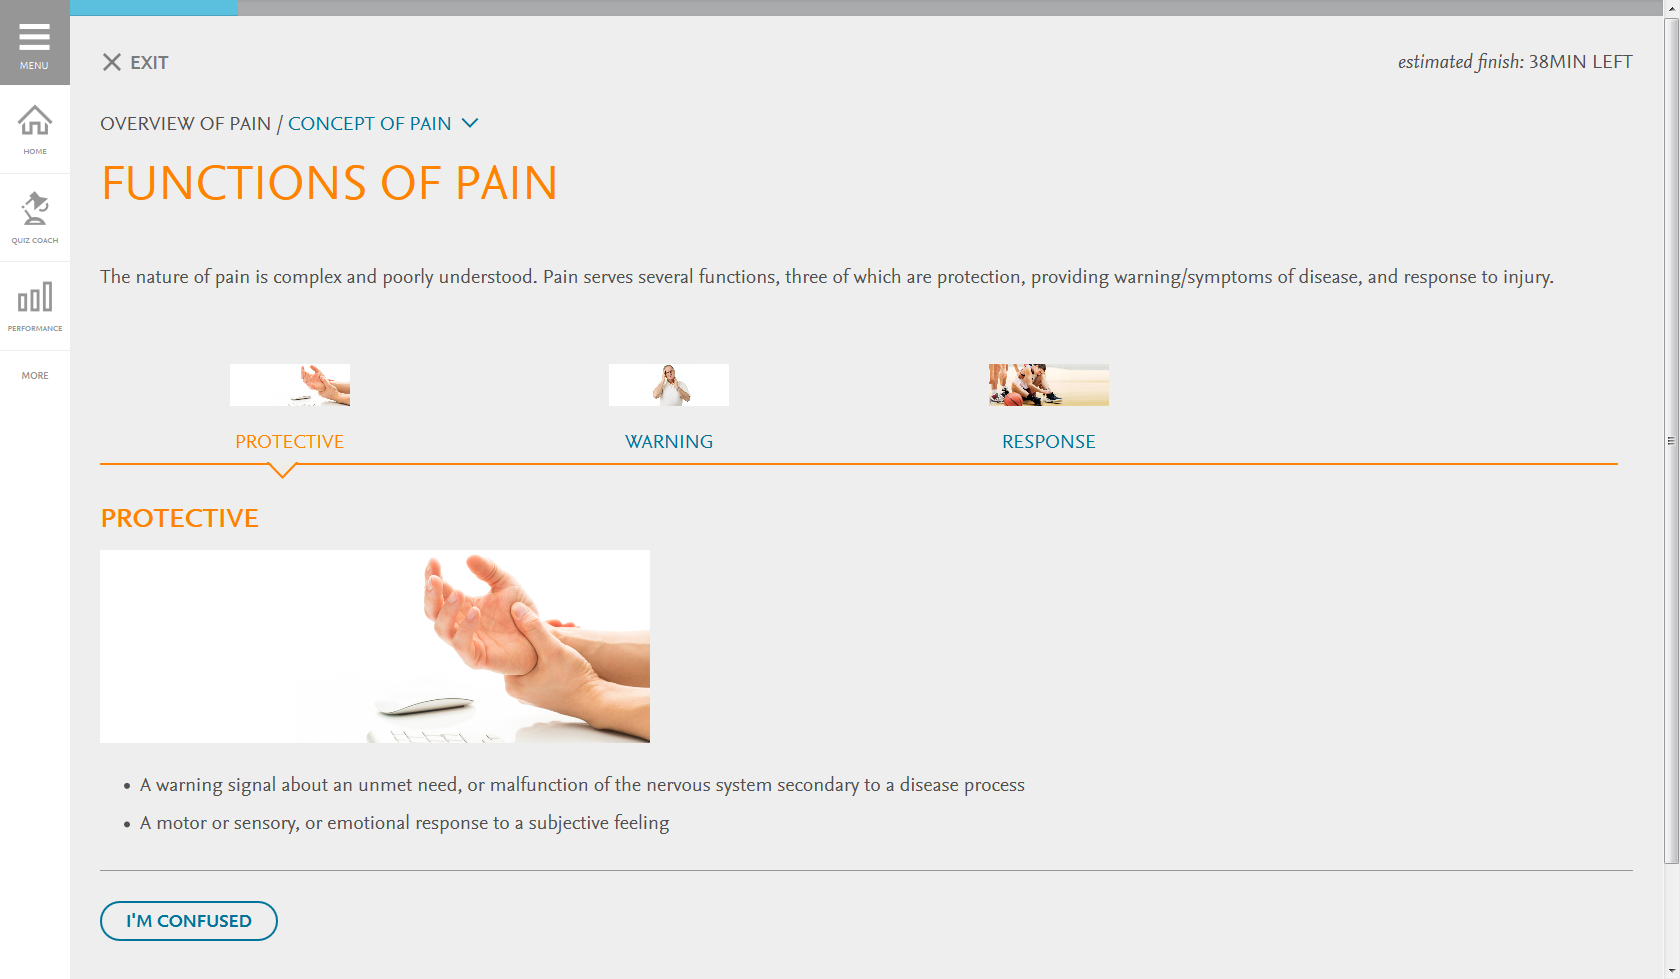 MENU
HOME
QUIZ COACH
PERFORMANCE
MORE
EXIT
estimated finish: 38MIN LEFT
OVERVIEW OF PAIN / CONCEPT OF PAIN
FUNCTIONS OF PAIN
The nature of pain is complex and poorly understood. Pain serves several functions, three of which are protection, providing warning/symptoms of disease, and response to injury.
PROTECTIVE
WARNING
RESPONSE
PROTECTIVE
• A warning signal about an unmet need, or malfunction of the nervous system secondary to a disease process
• A motor or sensory, or emotional response to a subjective feeling
I'M CONFUSED